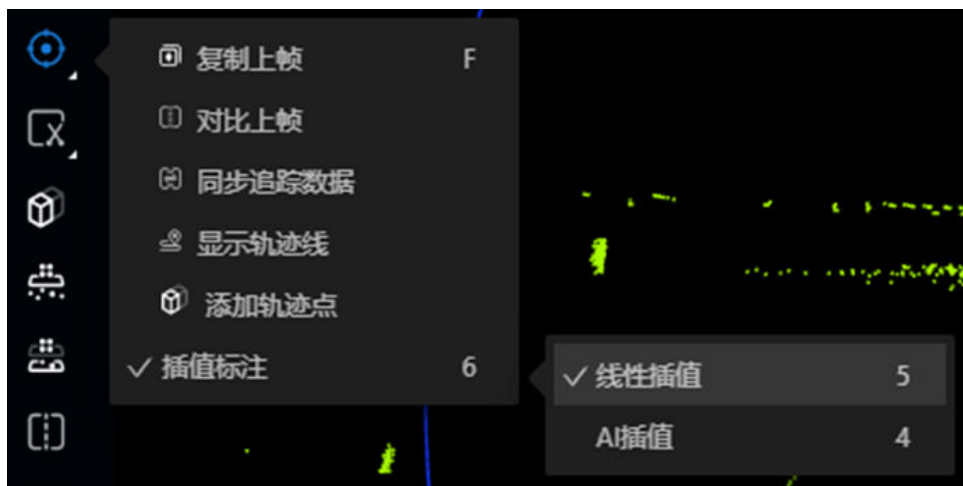 复制上帧 F
对比上帧
同步追踪数据
显示轨迹线
添加轨迹点
插值标注 6
线性插值 5
AI插值 4